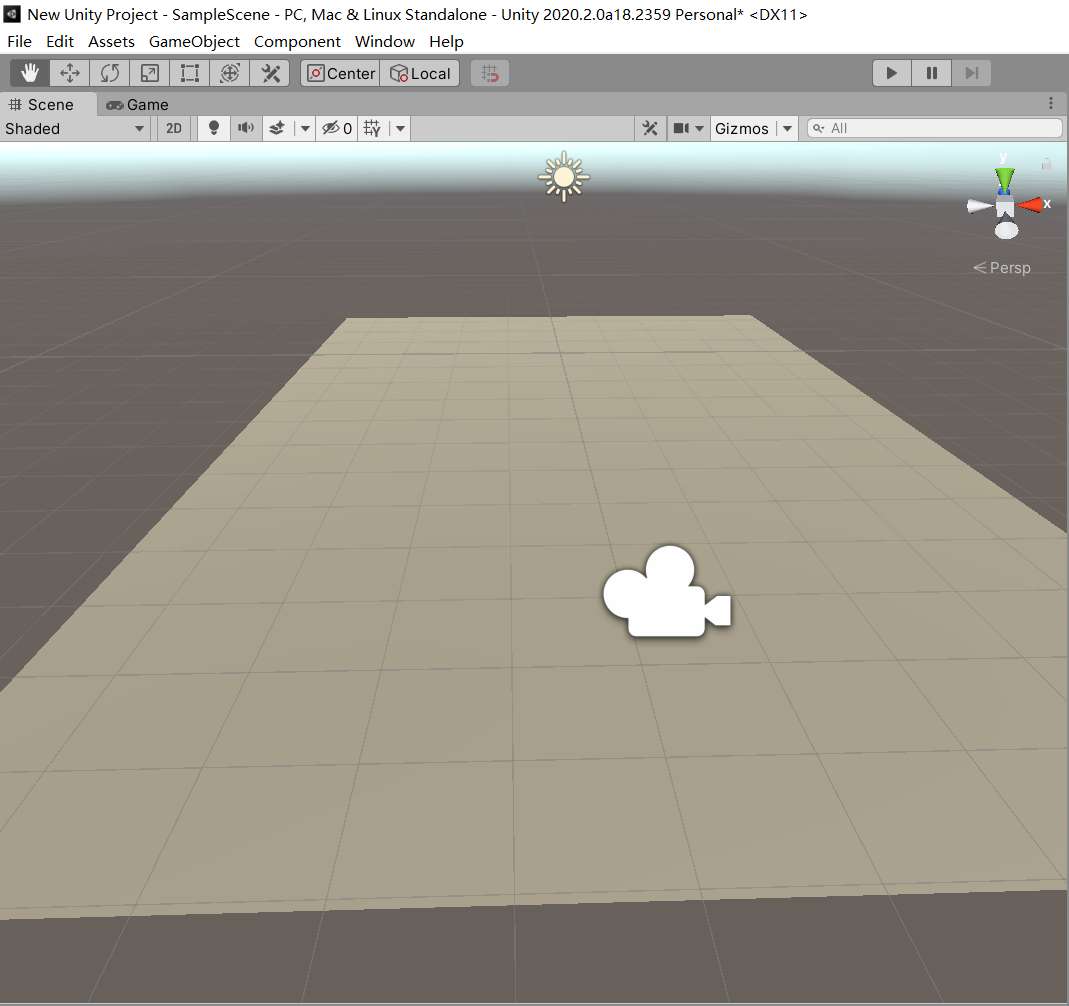 New Unity Project - SampleScene - PC, Mac & Linux Standalone - Unity 2020.2.0a18.2359 Personal* <DX11>
File Edit Assets GameObject Component Window Help
Center Local
Scene Game
Shaded 2D 0 Gizmos All
y
x
Persp